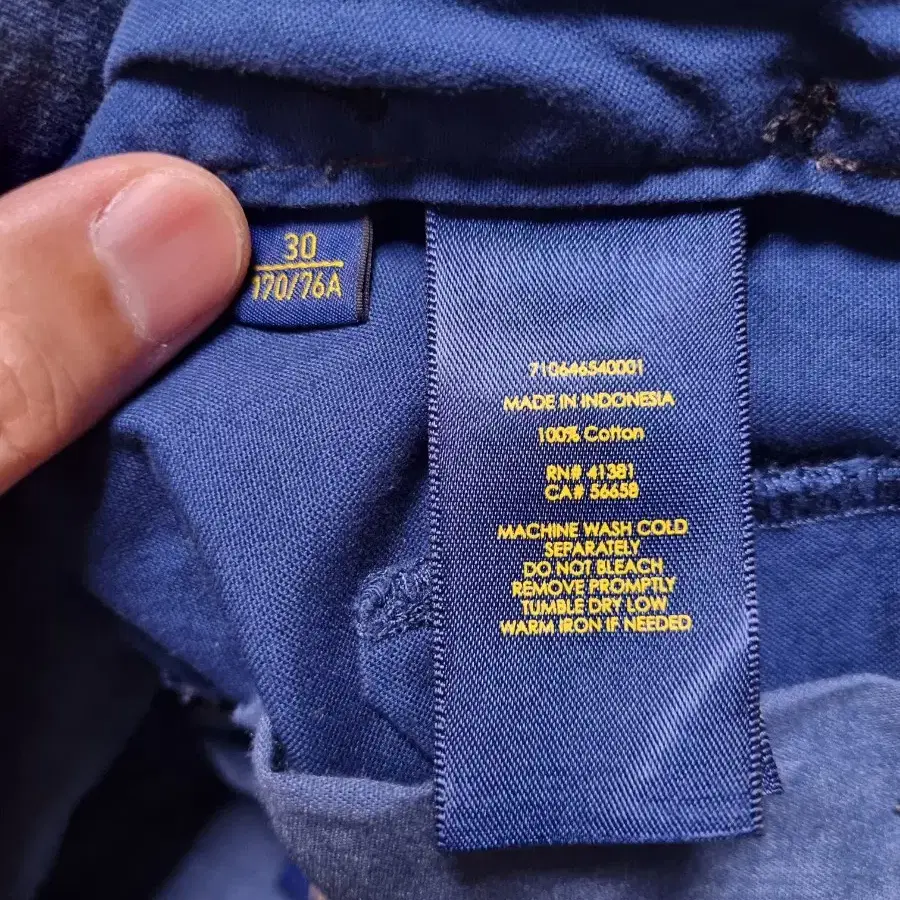 30
170/76A
710646540001
MADE IN INDONESIA
100% Cotton
RN# 41381
CA# 56658
MACHINE WASH COLD
SEPARATELY
DO NOT BLEACH
REMOVE PROMPTLY
TUMBLE DRY LOW
WARM IRON IF NEEDED